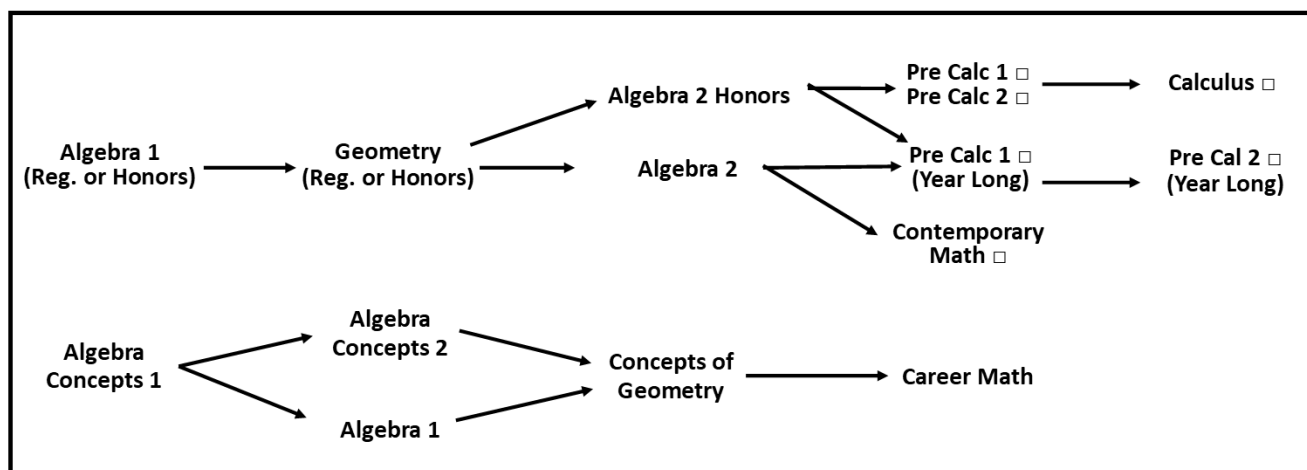 Algebra 1
(Reg. or Honors)
Geometry
(Reg. or Honors)
Algebra 2 Honors
Algebra 2
Pre Calc 1 □
Pre Calc 2 □
Calculus □
Pre Calc 1 □
(Year Long)
Pre Cal 2 □
(Year Long)
Contemporary
Math □
Algebra
Concepts 1
Algebra
Concepts 2
Algebra 1
Concepts of
Geometry
Career Math